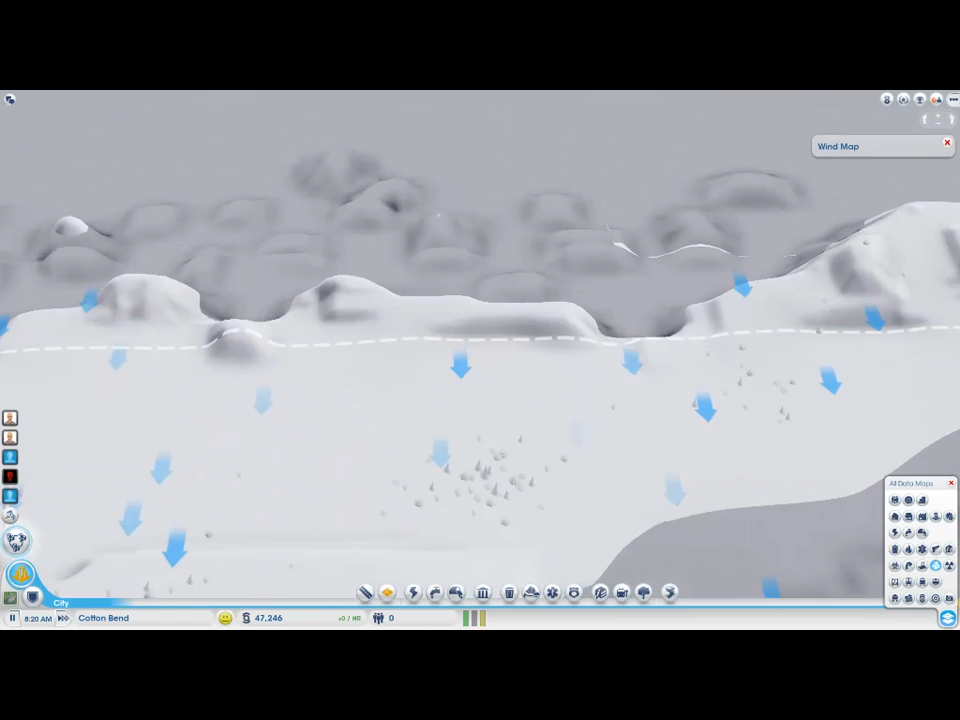 Wind Map
All Data Maps
City
8:20 AM
Cotton Bend
47,246
+0 / HR
0